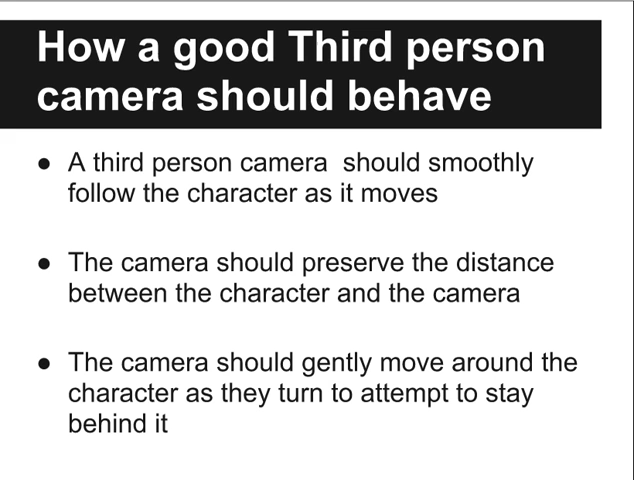 How a good Third person
camera should behave
● A third person camera  should smoothly
follow the character as it moves
● The camera should preserve the distance
between the character and the camera
● The camera should gently move around the
character as they turn to attempt to stay
behind it